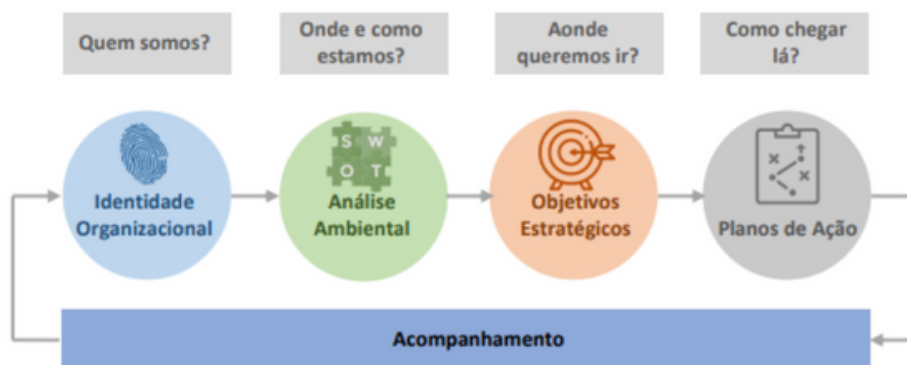 Quem somos?
Onde e como
estamos?
Aonde
queremos ir?
Como chegar
lá?
S W
O T
Identidade
Organizacional
Análise
Ambiental
Objetivos
Estratégicos
Planos de Ação
Acompanhamento